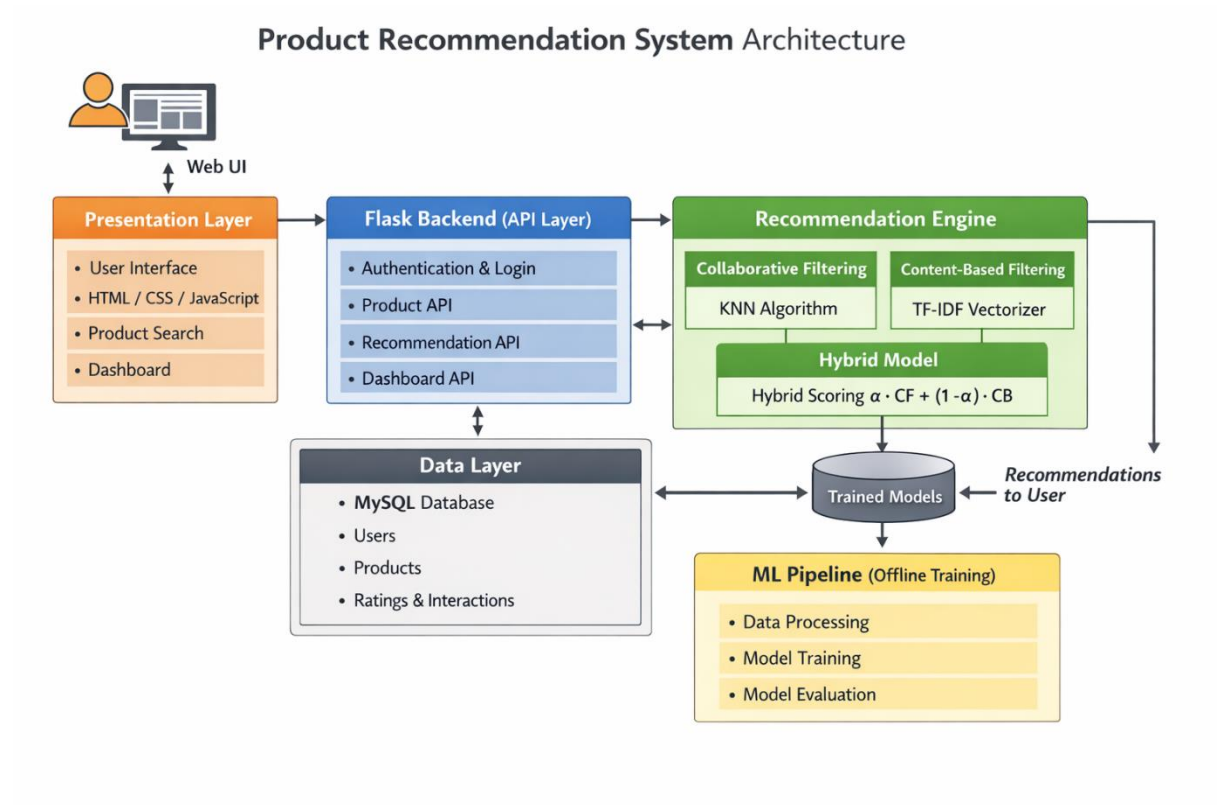 Product Recommendation System Architecture
Web UI
Presentation Layer
• User Interface
• HTML / CSS / JavaScript
• Product Search
• Dashboard
Flask Backend (API Layer)
• Authentication & Login
• Product API
• Recommendation API
• Dashboard API
Recommendation Engine
Collaborative Filtering
KNN Algorithm
Content-Based Filtering
TF-IDF Vectorizer
Hybrid Model
Hybrid Scoring α · CF + (1 -α) · CB
Data Layer
• MySQL Database
• Users
• Products
• Ratings & Interactions
Trained Models
Recommendations
to User
ML Pipeline (Offline Training)
• Data Processing
• Model Training
• Model Evaluation